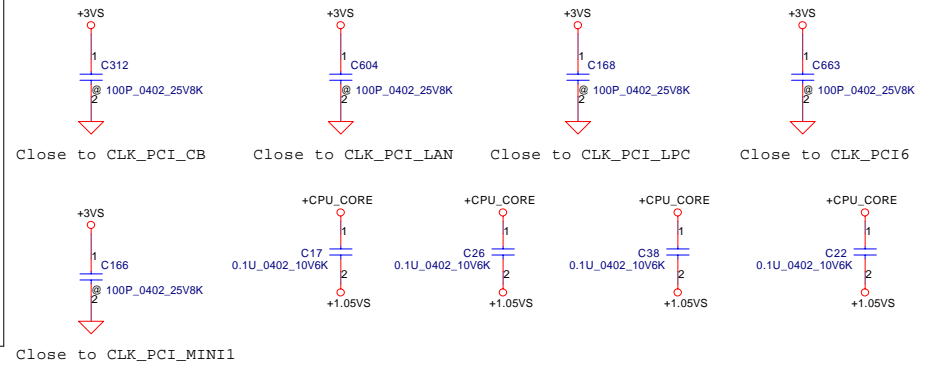 +3VS
1
C312
@ 100P_0402_25V8K
2
Close to CLK_PCI_CB
+3VS
1
C604
@ 100P_0402_25V8K
2
Close to CLK_PCI_LAN
+3VS
1
C168
@ 100P_0402_25V8K
2
Close to CLK_PCI_LPC
+3VS
1
C663
@ 100P_0402_25V8K
2
Close to CLK_PCI6
+3VS
1
C166
@ 100P_0402_25V8K
2
Close to CLK_PCI_MINI1
+CPU_CORE
1
C17
0.1U_0402_10V6K
2
+1.05VS
+CPU_CORE
1
C26
0.1U_0402_10V6K
2
+1.05VS
+CPU_CORE
1
C38
0.1U_0402_10V6K
2
+1.05VS
+CPU_CORE
1
C22
0.1U_0402_10V6K
2
+1.05VS